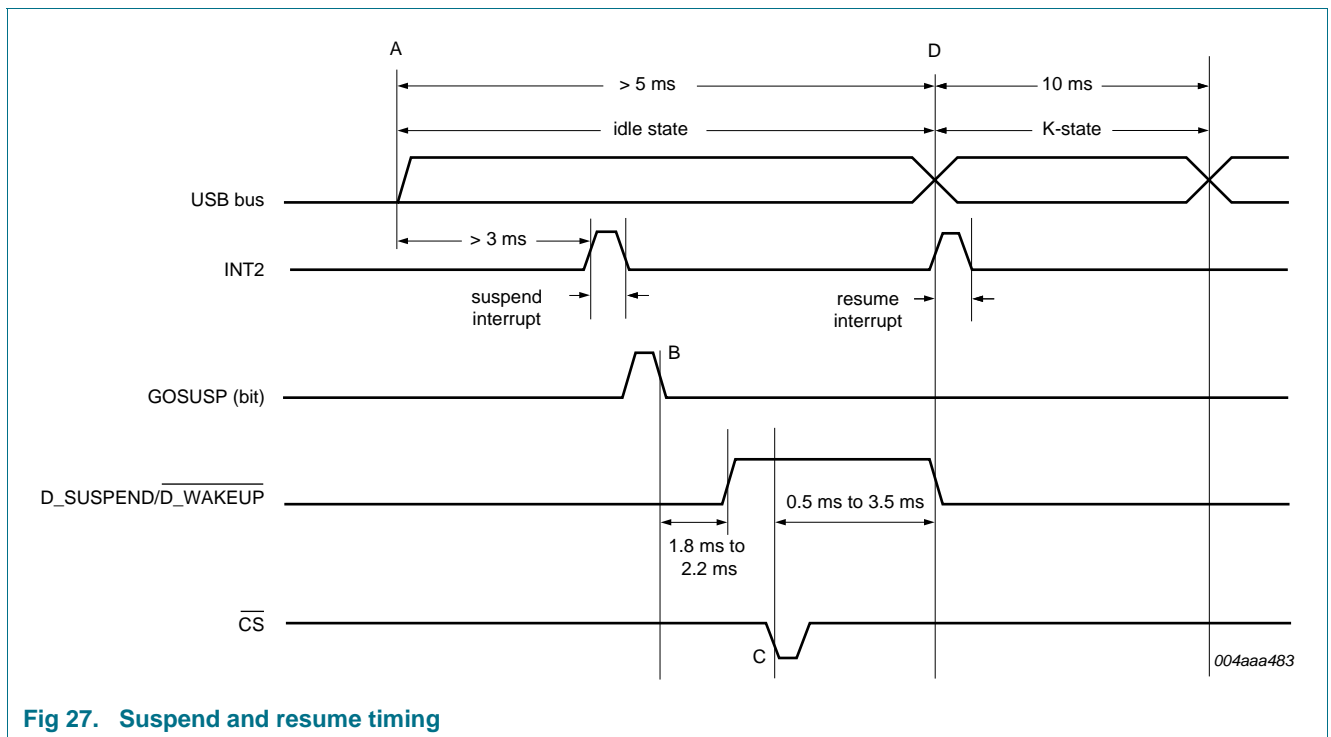 A
D
> 5 ms
10 ms
idle state
K-state
USB bus
> 3 ms
INT2
suspend
interrupt
resume
interrupt
B
GOSUSP (bit)
D_SUSPEND/D_WAKEUP
0.5 ms to 3.5 ms
1.8 ms to
2.2 ms
CS
C
004aaa483
Fig 27. Suspend and resume timing